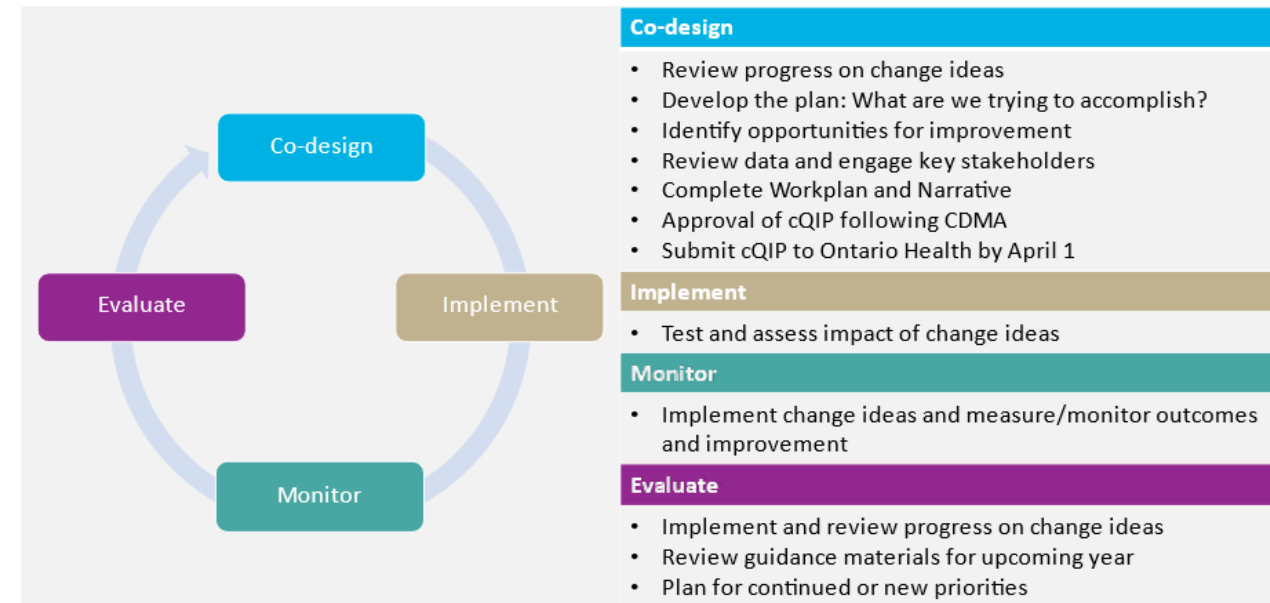 Co-design
Implement
Monitor
Evaluate
Co-design
• Review progress on change ideas
• Develop the plan: What are we trying to accomplish?
• Identify opportunities for improvement
• Review data and engage key stakeholders
• Complete Workplan and Narrative
• Approval of cQIP following CDMA
• Submit cQIP to Ontario Health by April 1
Implement
• Test and assess impact of change ideas
Monitor
• Implement change ideas and measure/monitor outcomes
and improvement
Evaluate
• Implement and review progress on change ideas
• Review guidance materials for upcoming year
• Plan for continued or new priorities